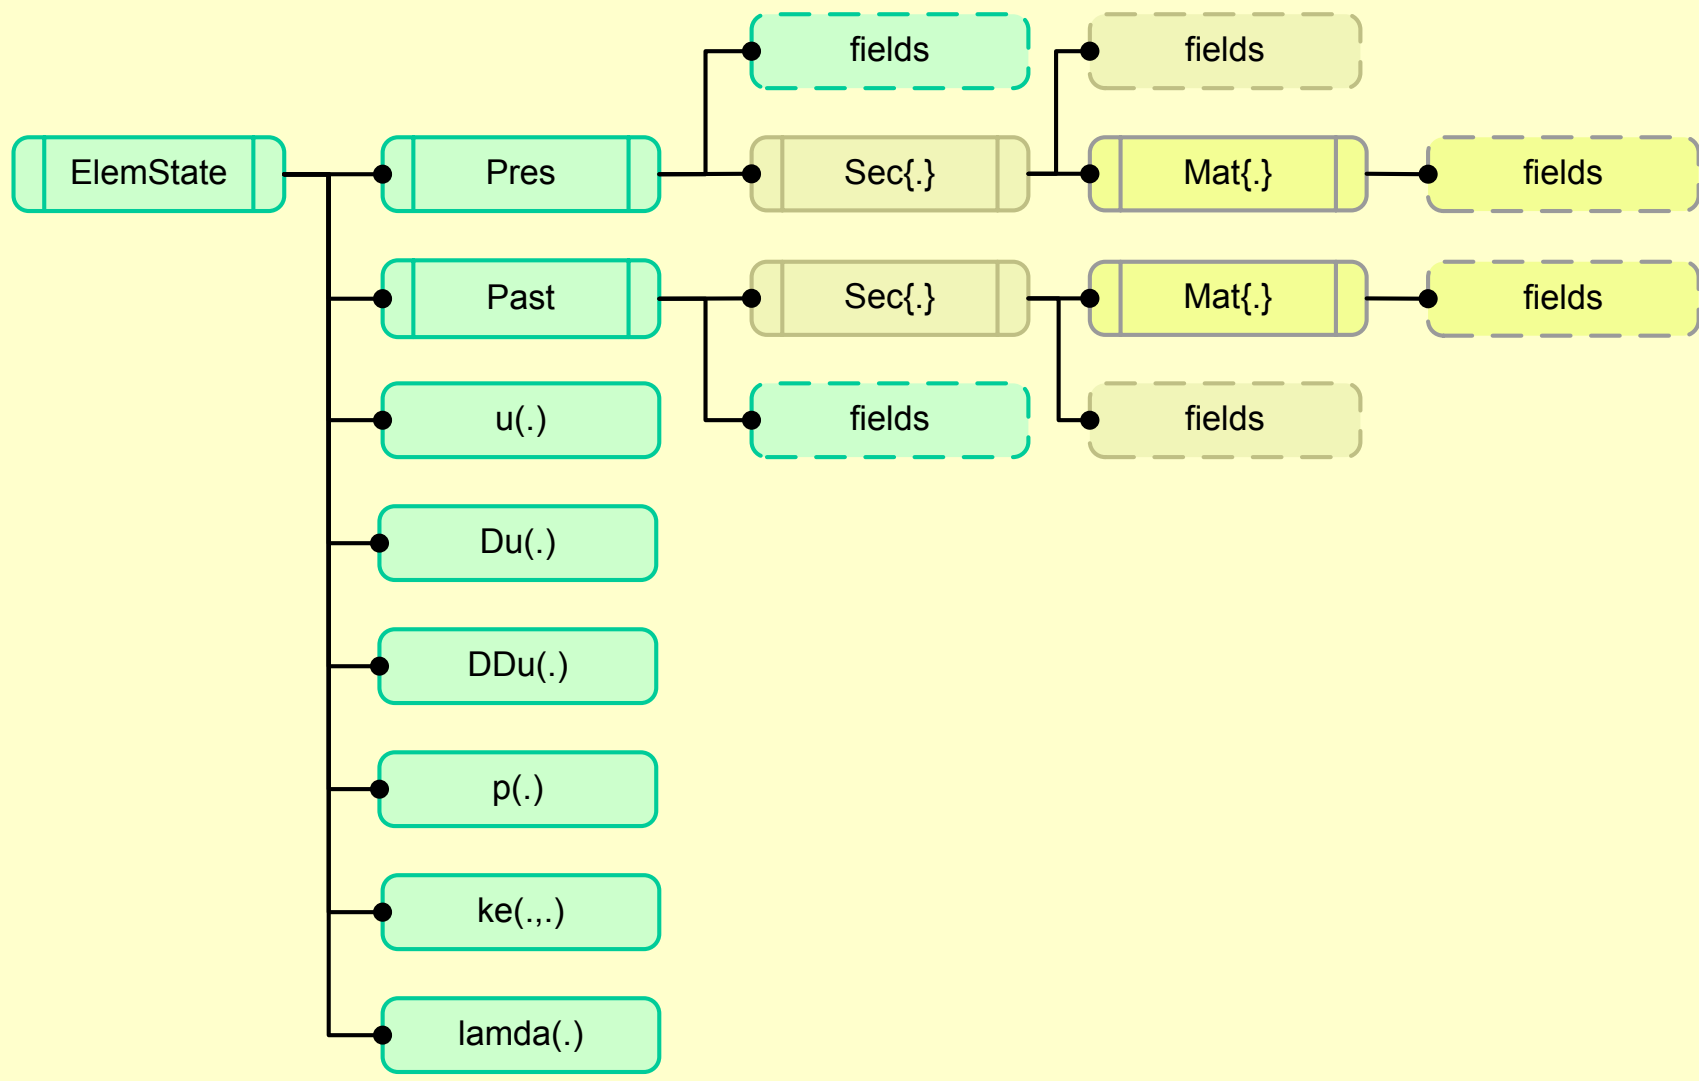 fields
fields
ElemState
Pres
Sec{.}
Mat{.}
fields
Past
Sec{.}
Mat{.}
fields
u(.)
fields
fields
Du(.)
DDu(.)
p(.)
ke(.,.)
lamda(.)